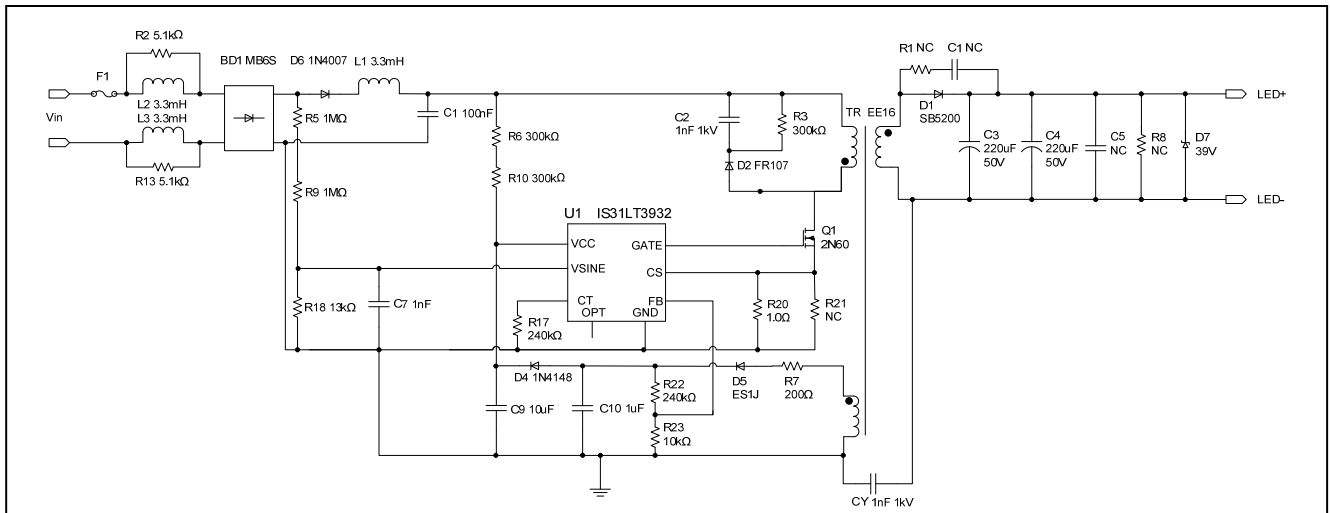 R2 5.1kΩ
F1
L2 3.3mH
L3 3.3mH
Vin
R13 5.1kΩ
BD1 MB6S
D6 1N4007
L1 3.3mH
C1 100nF
R5 1MΩ
R9 1MΩ
R18 13kΩ
C7 1nF
R6 300kΩ
R10 300kΩ
C2
1nF 1kV
R3
300kΩ
D2 FR107
TR EE16
R1 NC
C1 NC
D1
SB5200
C3
220uF
50V
C4
220uF
50V
C5
NC
R8
NC
D7
39V
LED+
LED-
U1 IS31LT3932
VCC
GATE
VSINE
CS
CT
FB
OPT
GND
Q1
2N60
R17
240kΩ
R20
1.0Ω
R21
NC
D4 1N4148
C9 10uF
C10 1uF
R22
240kΩ
R23
10kΩ
D5
ES1J
R7
200Ω
CY 1nF 1kV